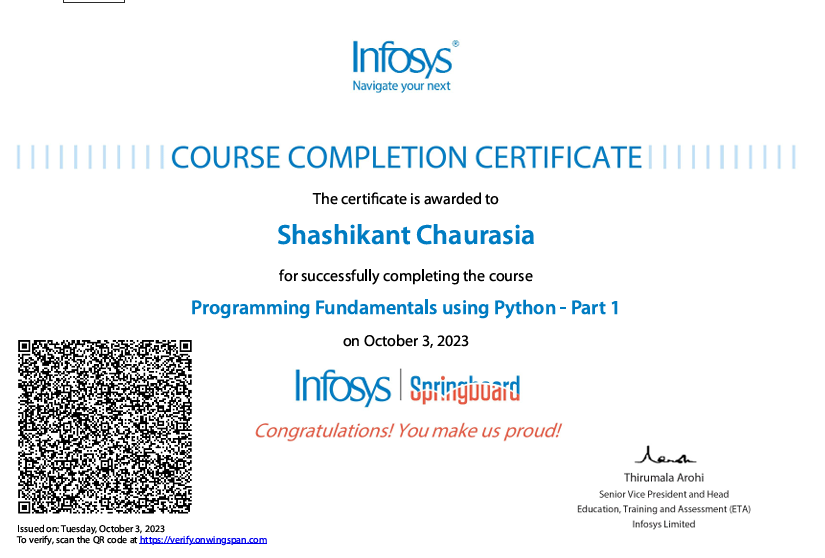 Infosys®
Navigate your next
COURSE COMPLETION CERTIFICATE
The certificate is awarded to
Shashikant Chaurasia
for successfully completing the course
Programming Fundamentals using Python - Part 1
on October 3, 2023
Infosys | Springboard
Congratulations! You make us proud!
Thirumala Arohi
Senior Vice President and Head
Education, Training and Assessment (ETA)
Infosys Limited
Issued on: Tuesday, October 3, 2023
To verify, scan the QR code at https://verify.onwingspan.com